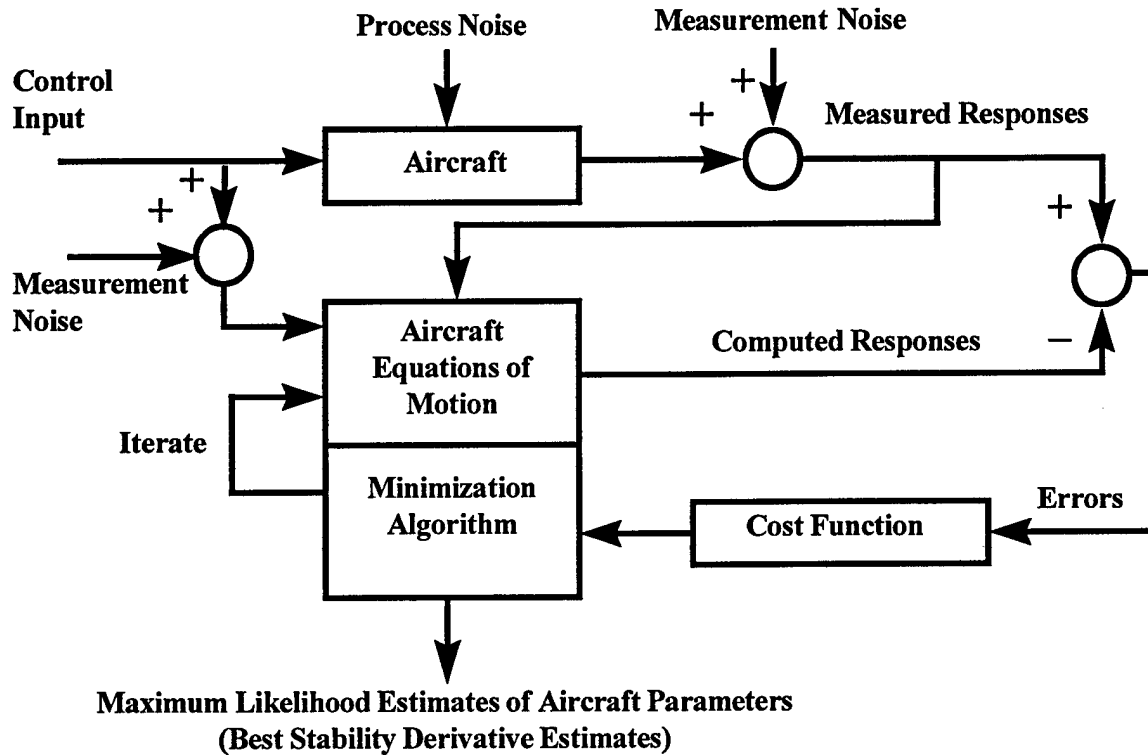 Process Noise
Measurement Noise
Control
Input
+
+
Measured Responses
Aircraft
+
+
+
Measurement
Noise
Aircraft
Equations of
Motion
Computed Responses
−
Iterate
Minimization
Algorithm
Cost Function
Errors
Maximum Likelihood Estimates of Aircraft Parameters
(Best Stability Derivative Estimates)